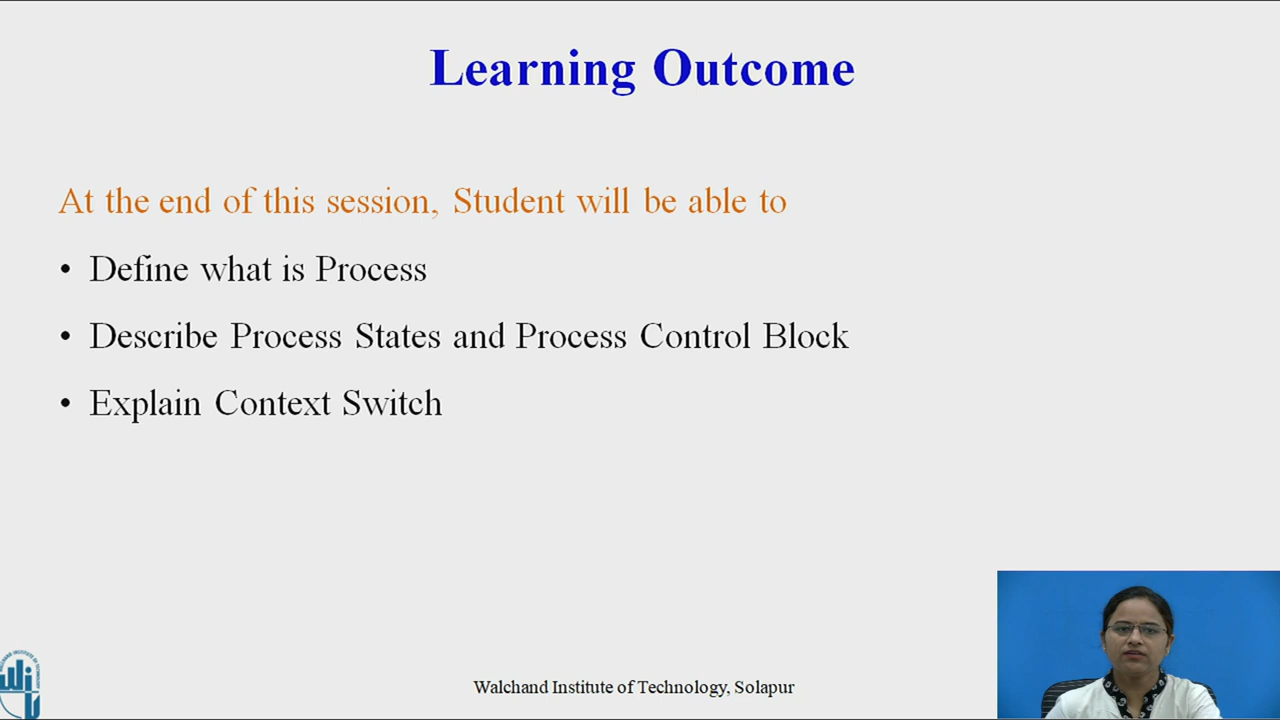 Learning Outcome
At the end of this session, Student will be able to
• Define what is Process
• Describe Process States and Process Control Block
• Explain Context Switch
Walchand Institute of Technology, Solapur